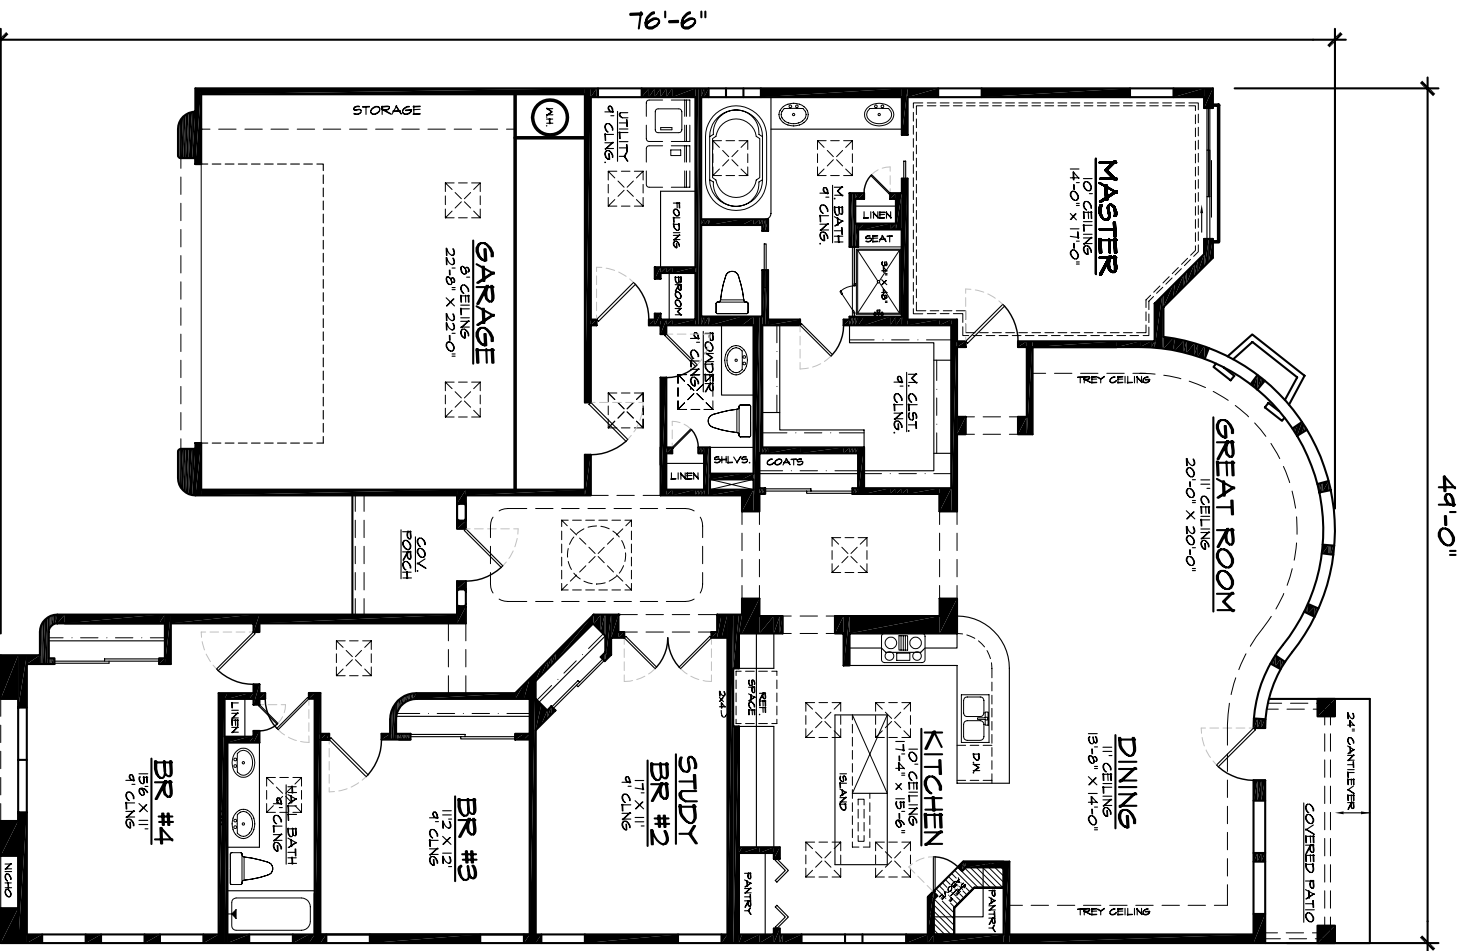 76'-6"
49'-0"
STORAGE
W.H.
GARAGE
8' CEILING
22'-8" X 22'-0"
UTILITY
9' CLNG.
FOLDING
BROOM
M. BATH
9' CLNG.
LINEN
SEAT
MASTER
10' CEILING
14'-0" X 17'-0"
POWDER
9' CLNG.
SHLVS.
LINEN
M. CLST.
9' CLNG.
COATS
TREY CEILING
GREAT ROOM
11' CEILING
20'-0" X 20'-0"
COV.
PORCH
REF.
SPACE
2x4
KITCHEN
10' CEILING
17'-4" X 15'-6"
ISLAND
D.W.
DINING
11' CEILING
13'-8" X 14'-0"
24" CANTILEVER
COVERED PATIO
STUDY
BR #2
17' X 11'
9' CLNG
BR #3
11'2 X 12'
9' CLNG
BR #4
15'6 X 11'
9' CLNG
LINEN
HALL BATH
9' CLNG
NICHO
PANTRY
PANTRY
TREY CEILING